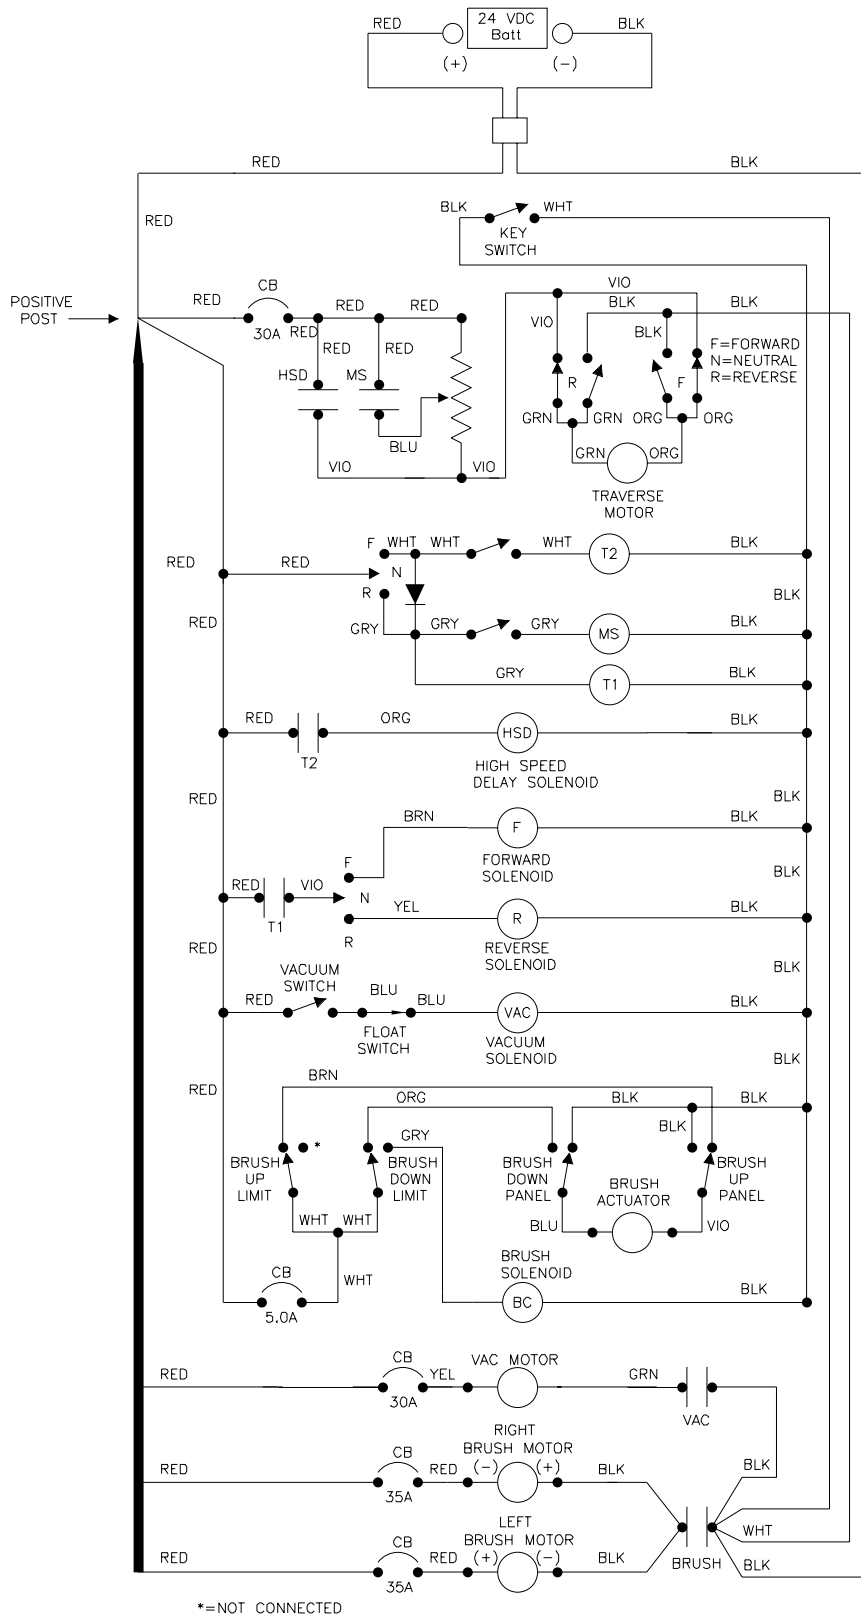 24 VDC
Batt
RED
BLK
(+)
(-)
RED
BLK
RED
BLK
WHT
KEY
SWITCH
POSITIVE
POST
RED
CB
30A
RED
RED
RED
VIO
BLK
BLK
VIO
BLK
F=FORWARD
N=NEUTRAL
R=REVERSE
RED
RED
HSD
MS
R
F
BLU
GRN
GRN
ORG
ORG
VIO
VIO
GRN
ORG
TRAVERSE
MOTOR
RED
RED
F
WHT
WHT
WHT
T2
BLK
N
R
BLK
RED
GRY
GRY
GRY
MS
BLK
GRY
T1
BLK
RED
ORG
HSD
BLK
T2
HIGH SPEED
DELAY SOLENOID
RED
BLK
BRN
F
BLK
FORWARD
SOLENOID
F
BLK
RED
VIO
N
T1
R
YEL
R
BLK
REVERSE
SOLENOID
RED
BLK
VACUUM
SWITCH
RED
BLU
BLU
VAC
BLK
FLOAT
SWITCH
VACUUM
SOLENOID
BLK
RED
BRN
ORG
BLK
BLK
GRY
BLK
*
BRUSH
UP
LIMIT
BRUSH
DOWN
LIMIT
BRUSH
DOWN
PANEL
BRUSH
ACTUATOR
BRUSH
UP
PANEL
WHT
WHT
BLU
VIO
CB
5.0A
WHT
BRUSH
SOLENOID
BC
BLK
RED
CB
30A
YEL
VAC MOTOR
GRN
VAC
RED
CB
35A
RED
RIGHT
BRUSH MOTOR
(-)
(+)
BLK
BLK
WHT
RED
CB
35A
RED
LEFT
BRUSH MOTOR
(+)
(-)
BLK
BRUSH
BLK
*=NOT CONNECTED